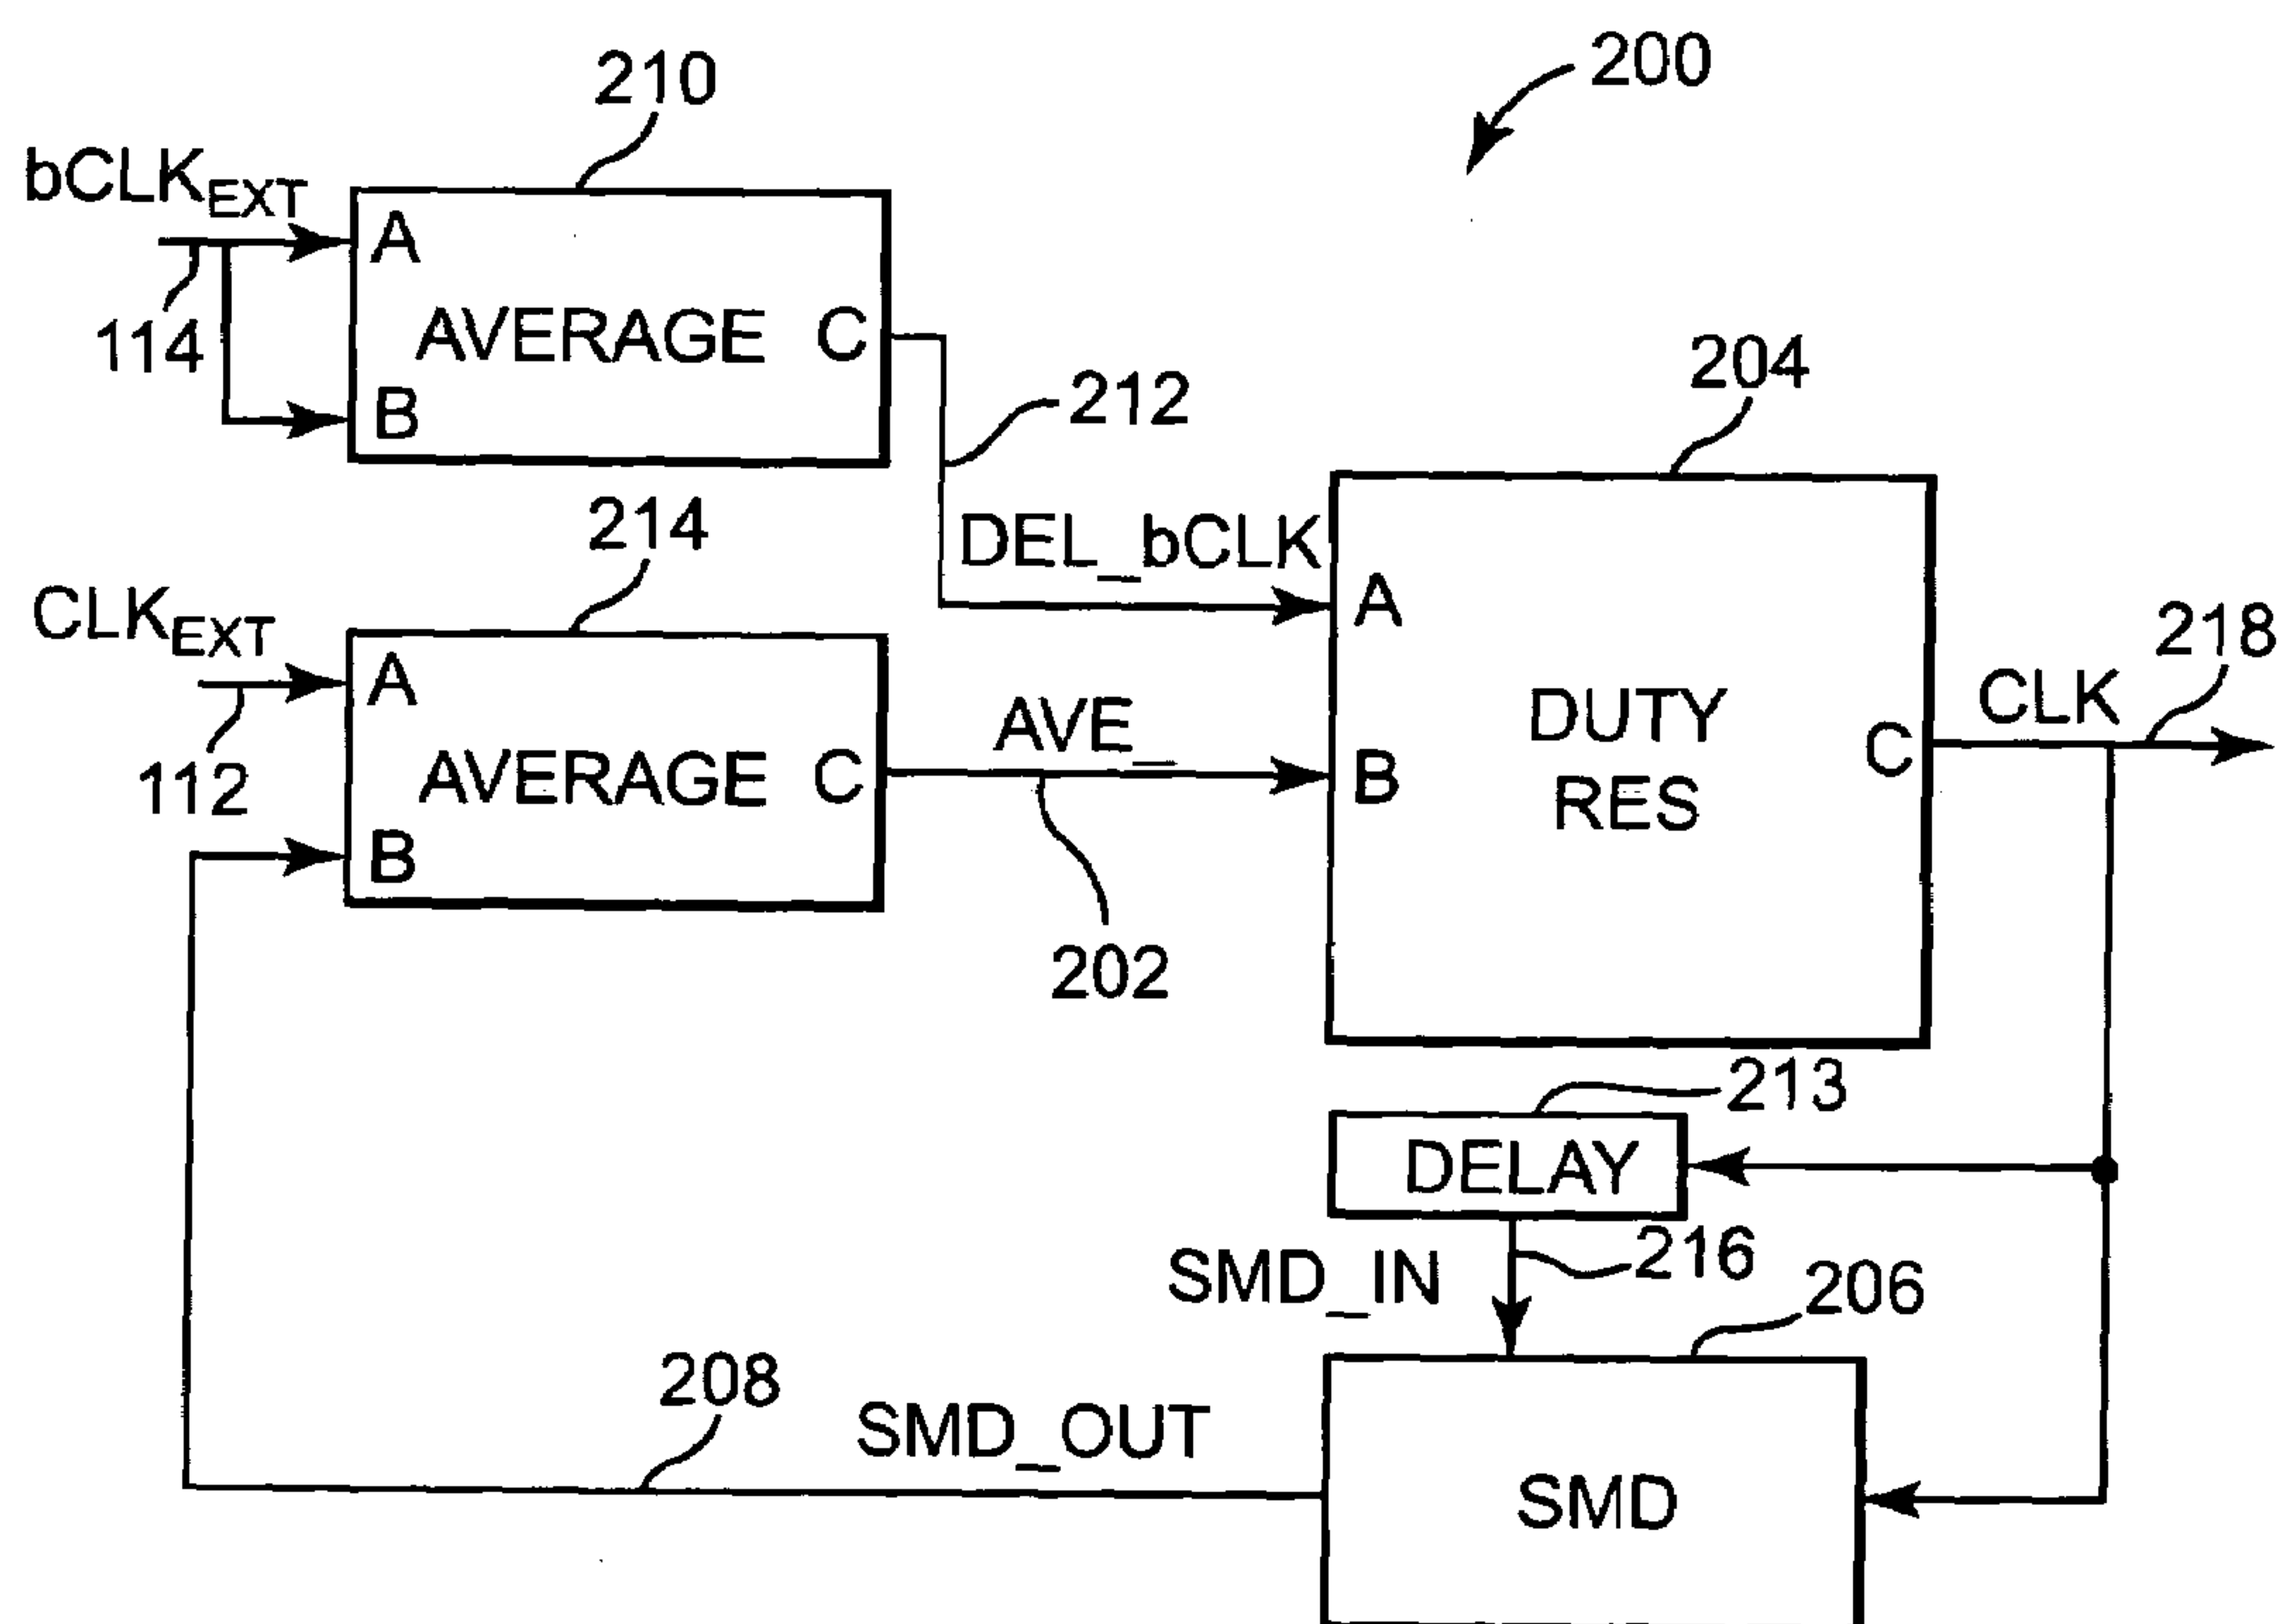 200
210
bCLKEXT
A
AVERAGE
C
B
114
212
204
214
DEL_bCLK
A
CLKEXT
A
AVERAGE
C
B
112
AVE_
202
B
DUTY
RES
C
CLK
218
213
DELAY
216
SMD_IN
206
208
SMD_OUT
SMD